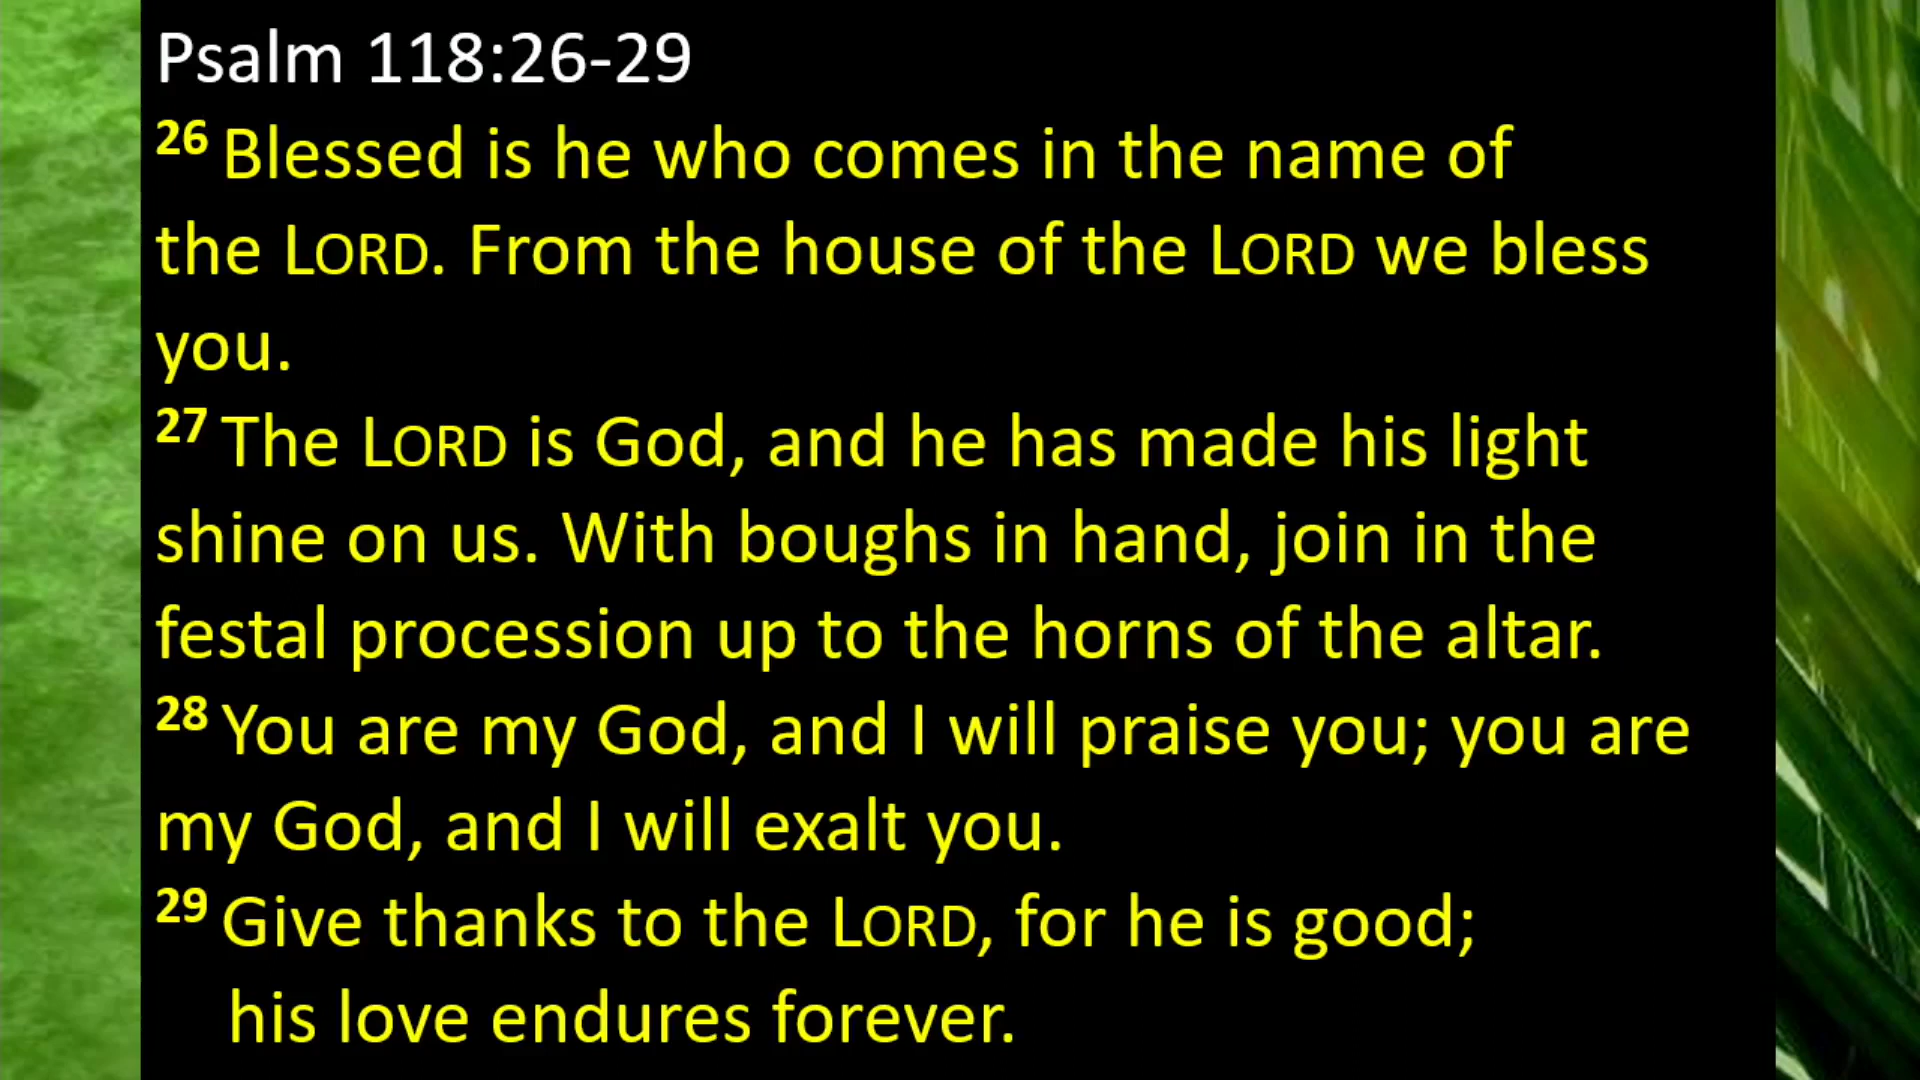 Psalm 118:26-29
26 Blessed is he who comes in the name of
the LORD. From the house of the LORD we bless
you.
27 The LORD is God, and he has made his light
shine on us. With boughs in hand, join in the
festal procession up to the horns of the altar.
28 You are my God, and I will praise you; you are
my God, and I will exalt you.
29 Give thanks to the LORD, for he is good;
his love endures forever.